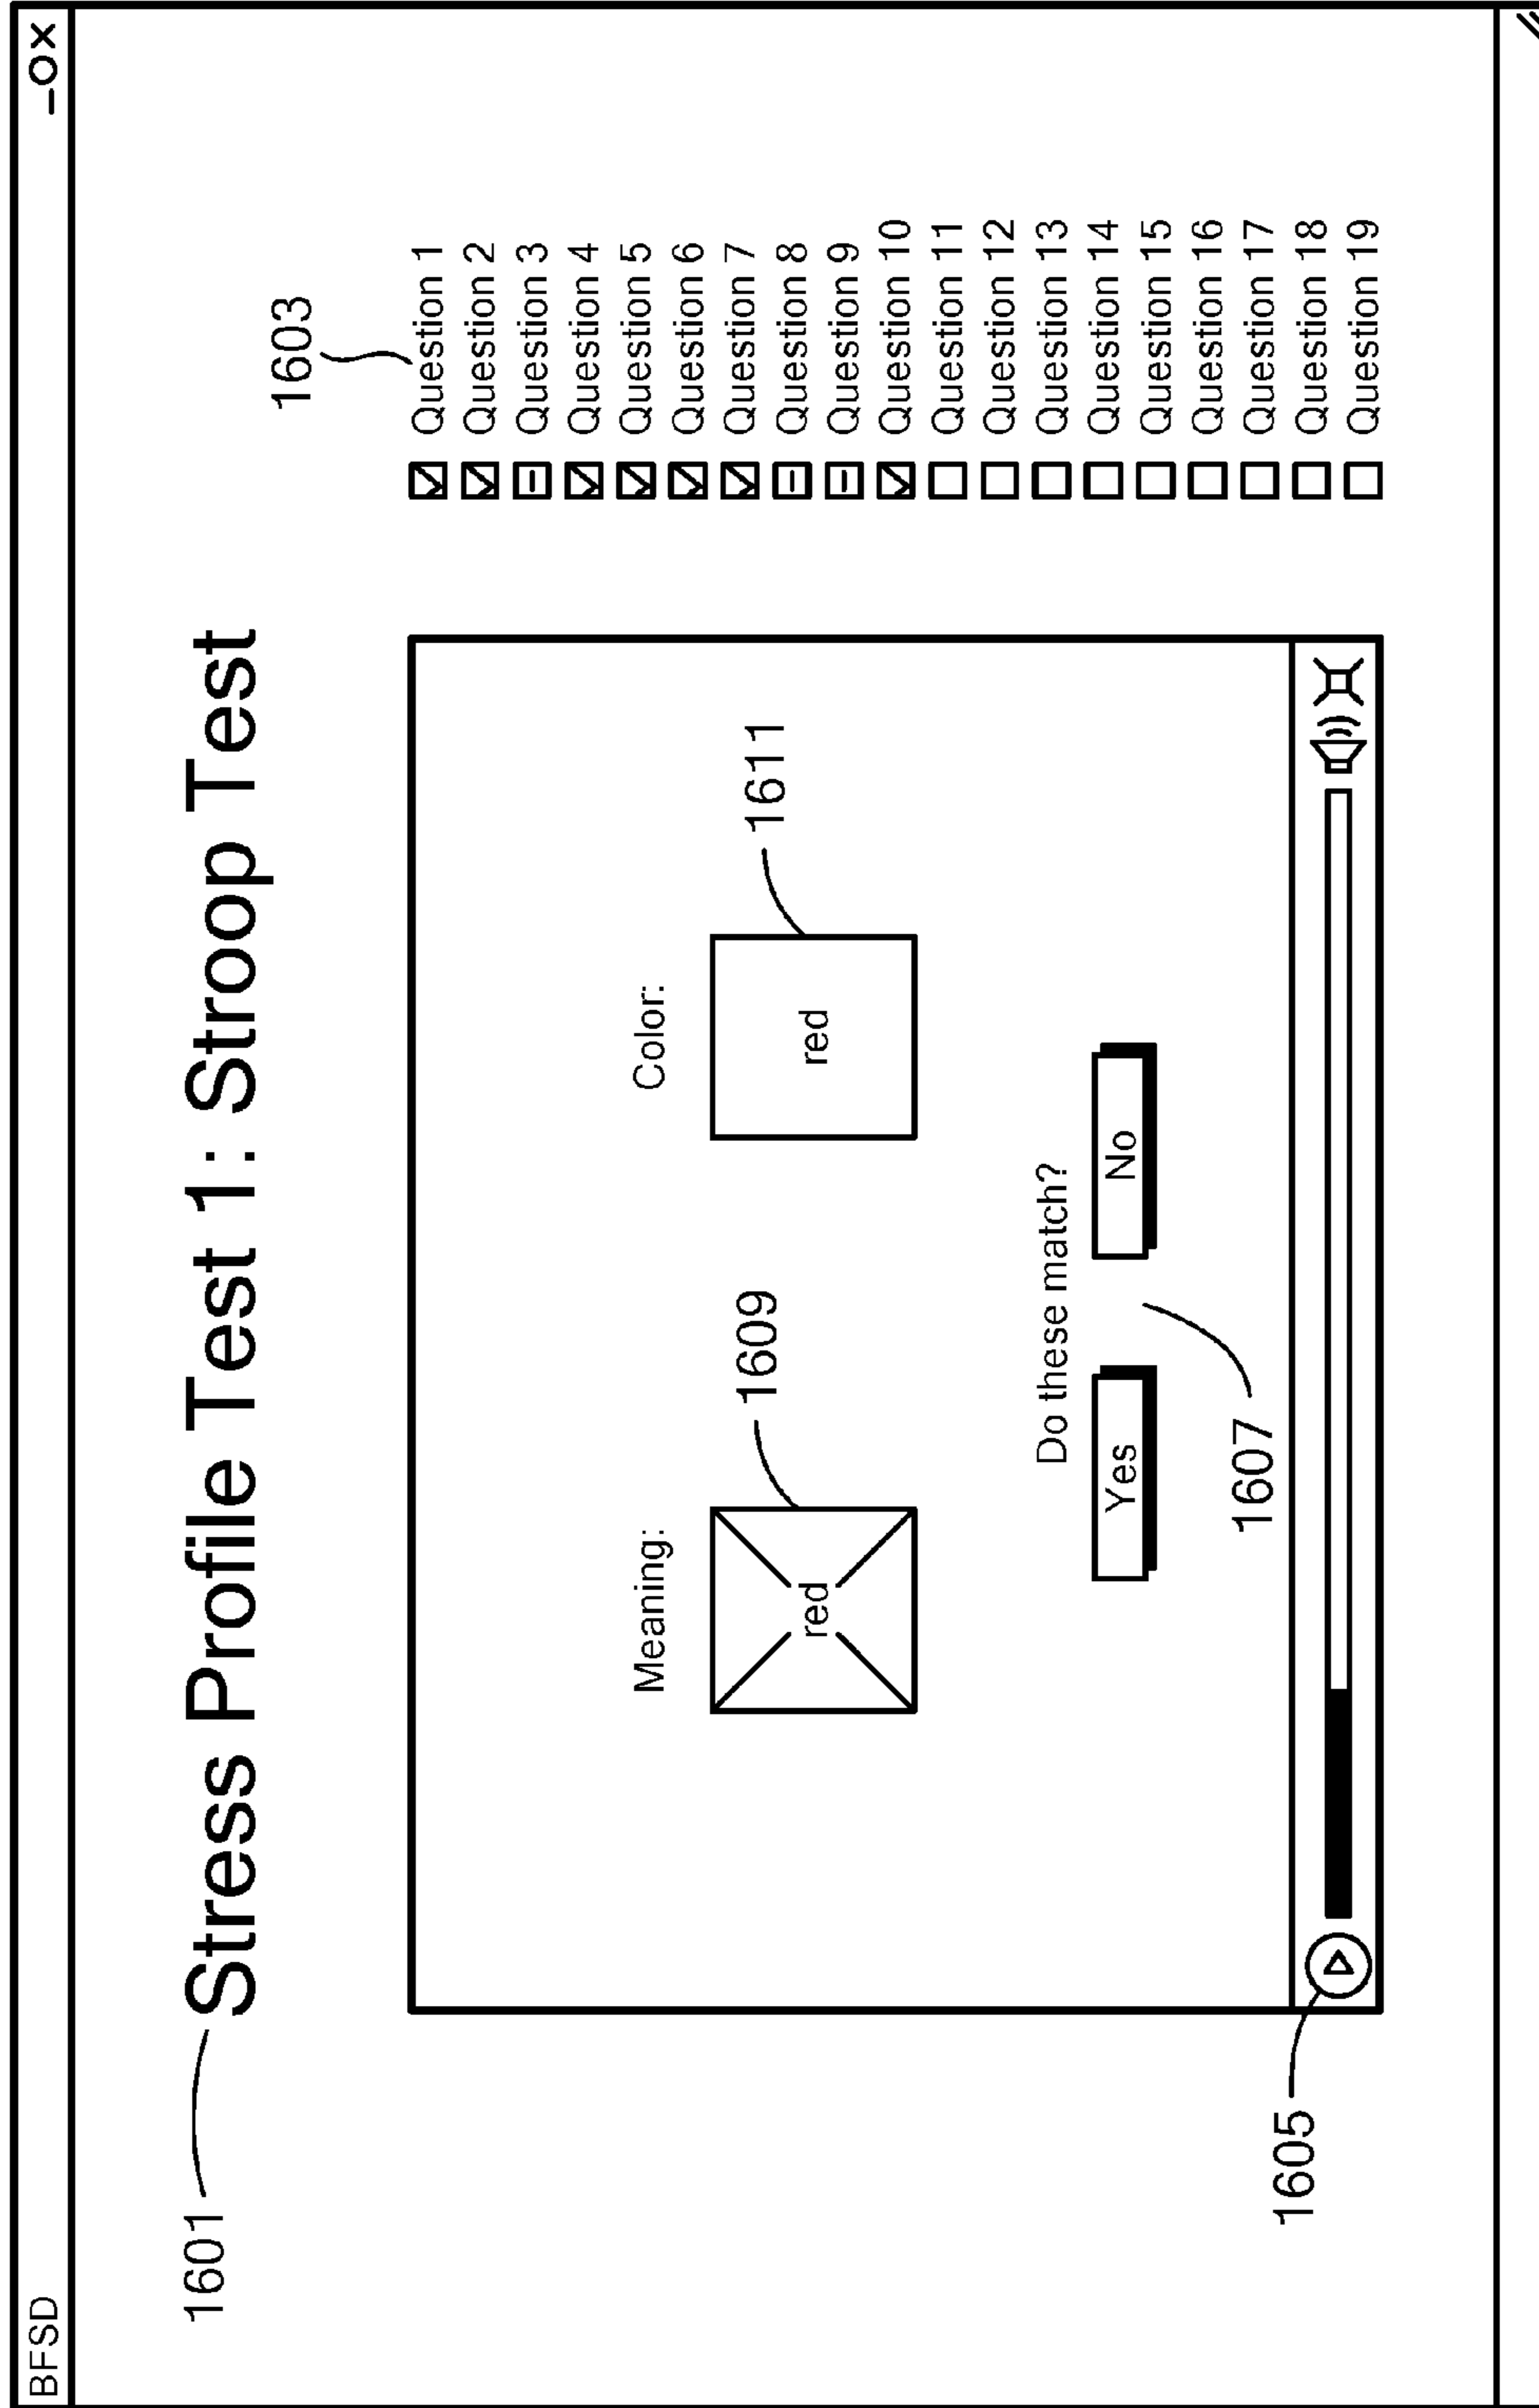 BFSD
_OX
1601
Stress Profile Test 1: Stroop Test
1603
Question 1
Question 2
Question 3
Question 4
Question 5
Question 6
Question 7
Question 8
Question 9
Question 10
Question 11
Question 12
Question 13
Question 14
Question 15
Question 16
Question 17
Question 18
Question 19
Meaning:
Color:
red
red
1609
1611
Do these match?
Yes
No
1607
1605